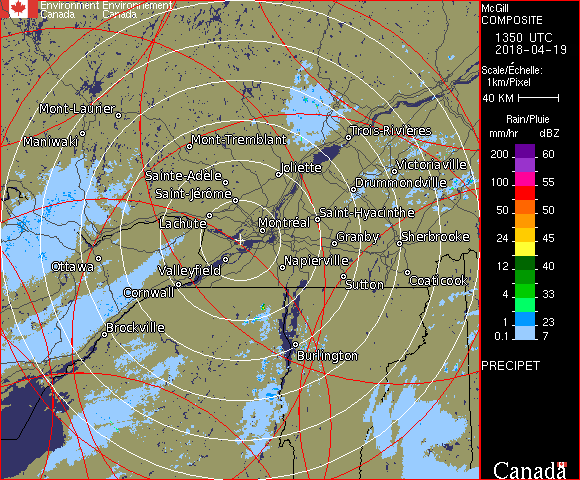 Environment Environnement
Canada Canada
McGill
COMPOSITE
1350 UTC
2018-04-19
Scale/Échelle:
1km/Pixel
40 KM
Rain/Pluie
mm/hr dBZ
200 60
100 55
50 50
24 45
12 40
4 33
1 23
0.1 7
PRECIPET
Canada
Mont-Laurier
Maniwaki
Mont-Tremblant
Trois-Rivières
Joliette
Victoriaville
Sainte-Adèle
Drummondville
Saint-Jérôme
Saint-Hyacinthe
Lachute
Montréal
Granby
Sherbrooke
Ottawa
Valleyfield
Napierville
Cornwall
Sutton
Coaticook
Brockville
Burlington